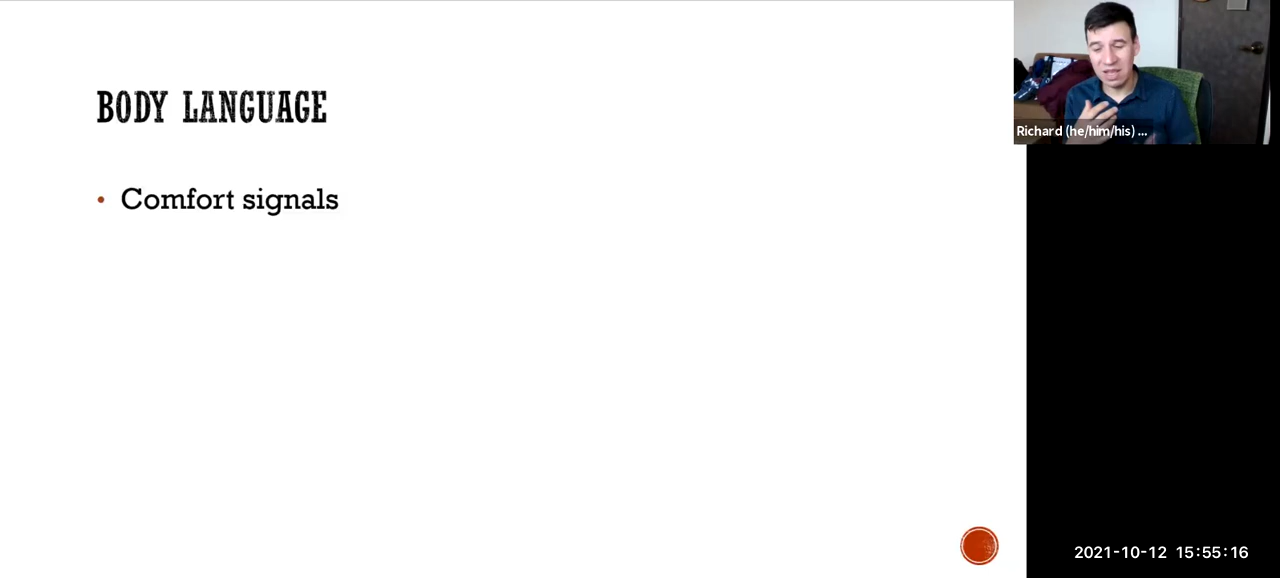 BODY LANGUAGE
• Comfort signals
Richard (he/him/his) ...
2021-10-12 15:55:16